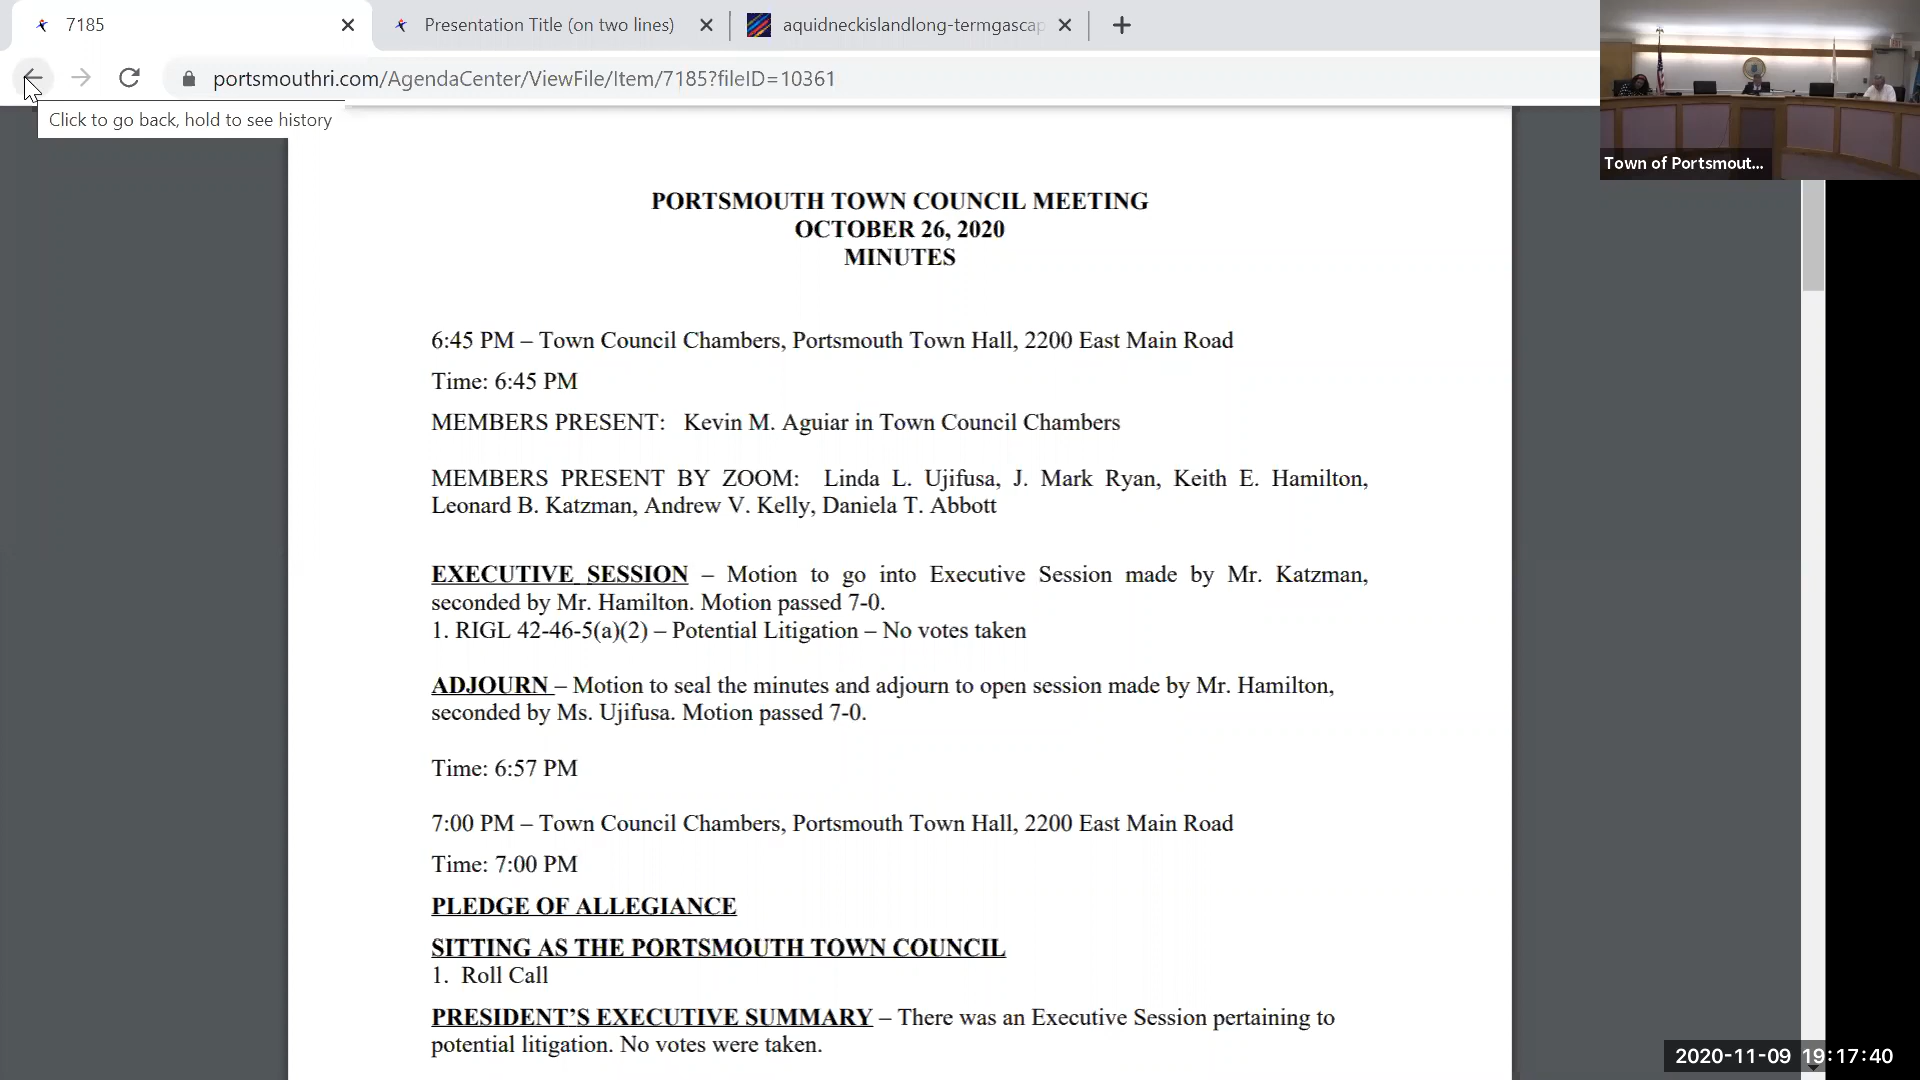 7185
Presentation Title (on two lines)
aquidneckislandlong-termgascap
portsmouthri.com/AgendaCenter/ViewFile/Item/7185?fileID=10361
Click to go back, hold to see history
Town of Portsmout...
PORTSMOUTH TOWN COUNCIL MEETING
OCTOBER 26, 2020
MINUTES
6:45 PM – Town Council Chambers, Portsmouth Town Hall, 2200 East Main Road
Time: 6:45 PM
MEMBERS PRESENT: Kevin M. Aguiar in Town Council Chambers
MEMBERS PRESENT BY ZOOM: Linda L. Ujifusa, J. Mark Ryan, Keith E. Hamilton,
Leonard B. Katzman, Andrew V. Kelly, Daniela T. Abbott
EXECUTIVE SESSION – Motion to go into Executive Session made by Mr. Katzman,
seconded by Mr. Hamilton. Motion passed 7-0.
1. RIGL 42-46-5(a)(2) – Potential Litigation – No votes taken
ADJOURN – Motion to seal the minutes and adjourn to open session made by Mr. Hamilton,
seconded by Ms. Ujifusa. Motion passed 7-0.
Time: 6:57 PM
7:00 PM – Town Council Chambers, Portsmouth Town Hall, 2200 East Main Road
Time: 7:00 PM
PLEDGE OF ALLEGIANCE
SITTING AS THE PORTSMOUTH TOWN COUNCIL
1. Roll Call
PRESIDENT'S EXECUTIVE SUMMARY – There was an Executive Session pertaining to
potential litigation. No votes were taken.
2020-11-09 19:17:40